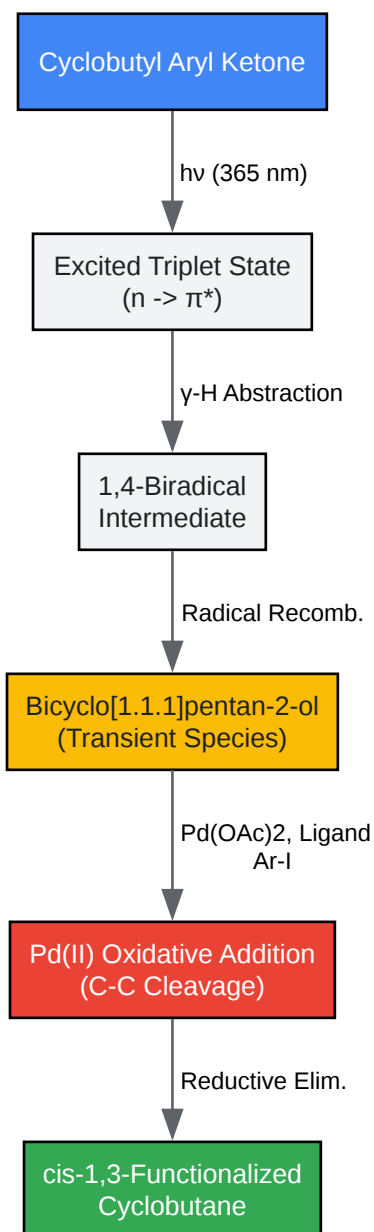 Cyclobutyl Aryl Ketone
hν (365 nm)
Excited Triplet State
(n -> π*)
γ-H Abstraction
1,4-Biradical
Intermediate
Radical Recomb.
Bicyclo[1.1.1]pentan-2-ol
(Transient Species)
Pd(OAc)2, Ligand
Ar-I
Pd(II) Oxidative Addition
(C-C Cleavage)
Reductive Elim.
cis-1,3-Functionalized
Cyclobutane